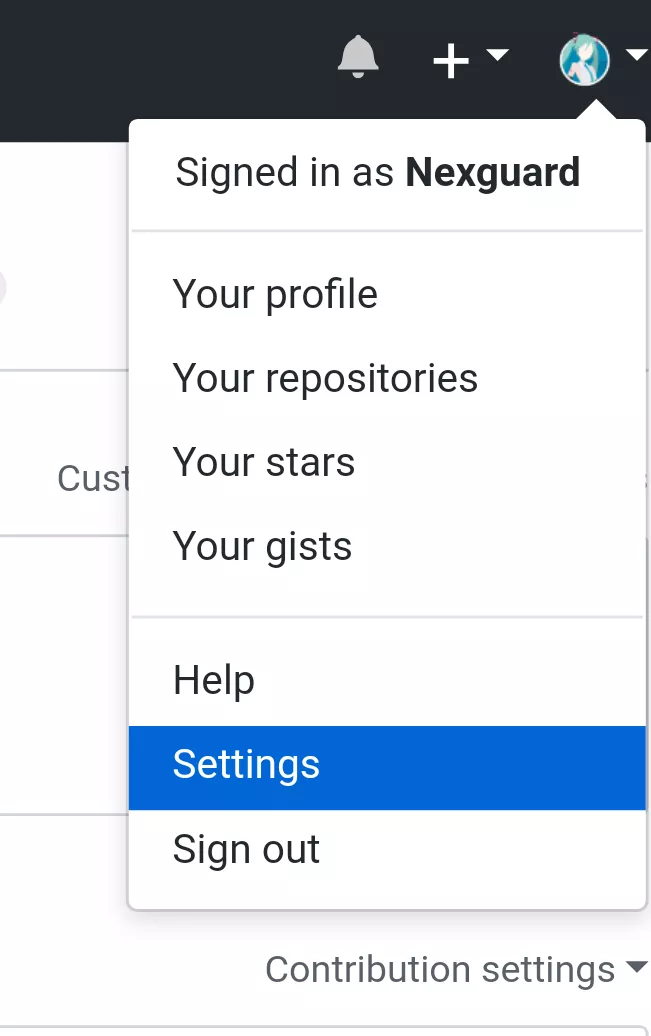 Signed in as Nexguard
Your profile
Your repositories
Cust
Your stars
Your gists
Help
Settings
Sign out
Contribution settings